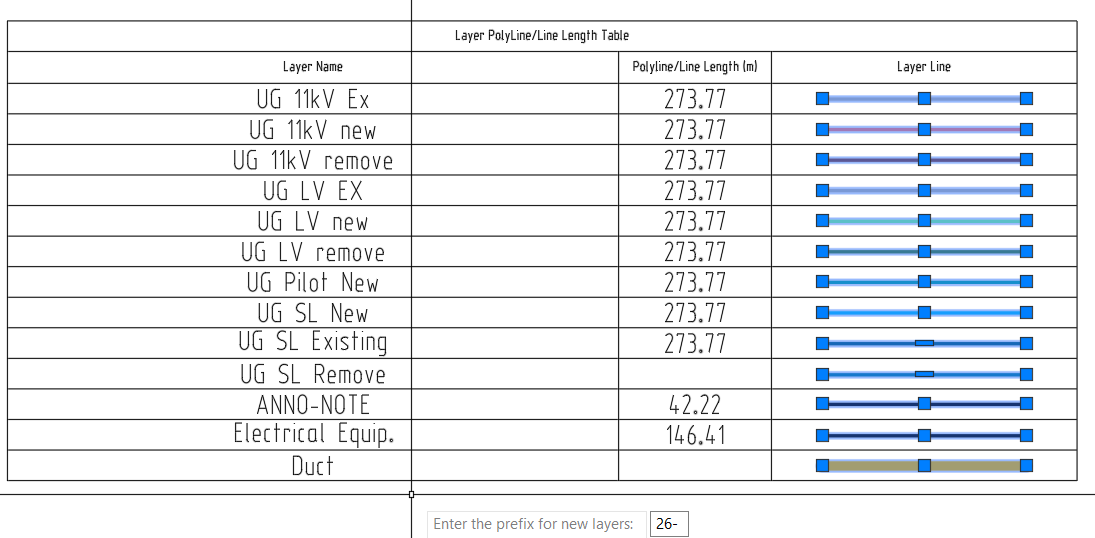 Layer PolyLine/Line Length Table
Layer Name Polyline/Line Length (m) Layer Line
UG 11kV Ex 273.77
UG 11kV new 273.77
UG 11kV remove 273.77
UG LV EX 273.77
UG LV new 273.77
UG LV remove 273.77
UG Pilot New 273.77
UG SL New 273.77
UG SL Existing 273.77
UG SL Remove
ANNO-NOTE 42.22
Electrical Equip. 146.41
Duct
Enter the prefix for new layers: 26-